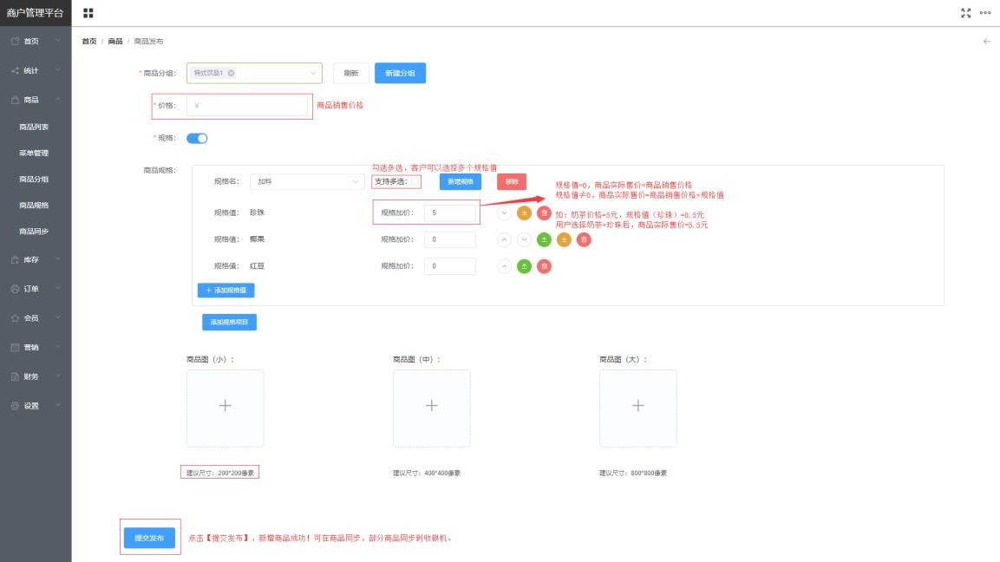 商户管理平台
首页
统计
商品
商品列表
菜单管理
商品分组
商品规格
商品同步
库存
订单
会员
营销
财务
设置
首页 / 商品 / 商品发布
* 商品分组： 特式饮品1 刷新 新建分组
* 价格： ¥ 商品销售价格
* 规格：
商品规格：
勾选多选，客户可以选择多个规格值
规格名： 加料 支持多选： 新增规格 移除
规格值=0，商品实际售价=商品销售价格
规格值≠0，商品实际售价=商品销售价格+规格值
规格值： 珍珠 规格加价： 5
如：奶茶价格=5元，规格值（珍珠）=0.5元
用户选择奶茶+珍珠后，商品实际售价=5.5元
规格值： 椰果 规格加价： 0
规格值： 红豆 规格加价： 0
+ 添加规格值
添加规格项目
商品图（小）： 商品图（中）： 商品图（大）：
建议尺寸：200*200像素 建议尺寸：400*400像素 建议尺寸：800*800像素
提交发布 点击【提交发布】，新增商品成功！可在商品同步，部分商品同步到收银机。